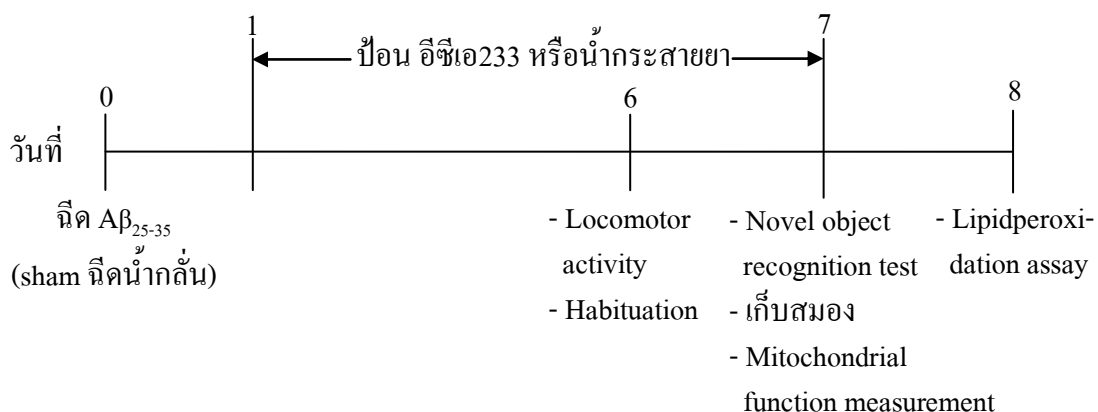 1 7
ป้อน อีซีเอ233 หรือน้ำกระสายยา
0 6 8
วันที่
ฉีด Aβ25-35
(sham ฉีดน้ำกลั่น)
- Locomotor
activity
- Habituation
- Novel object
recognition test
- เก็บสมอง
- Mitochondrial
function measurement
- Lipidperoxi-
dation assay